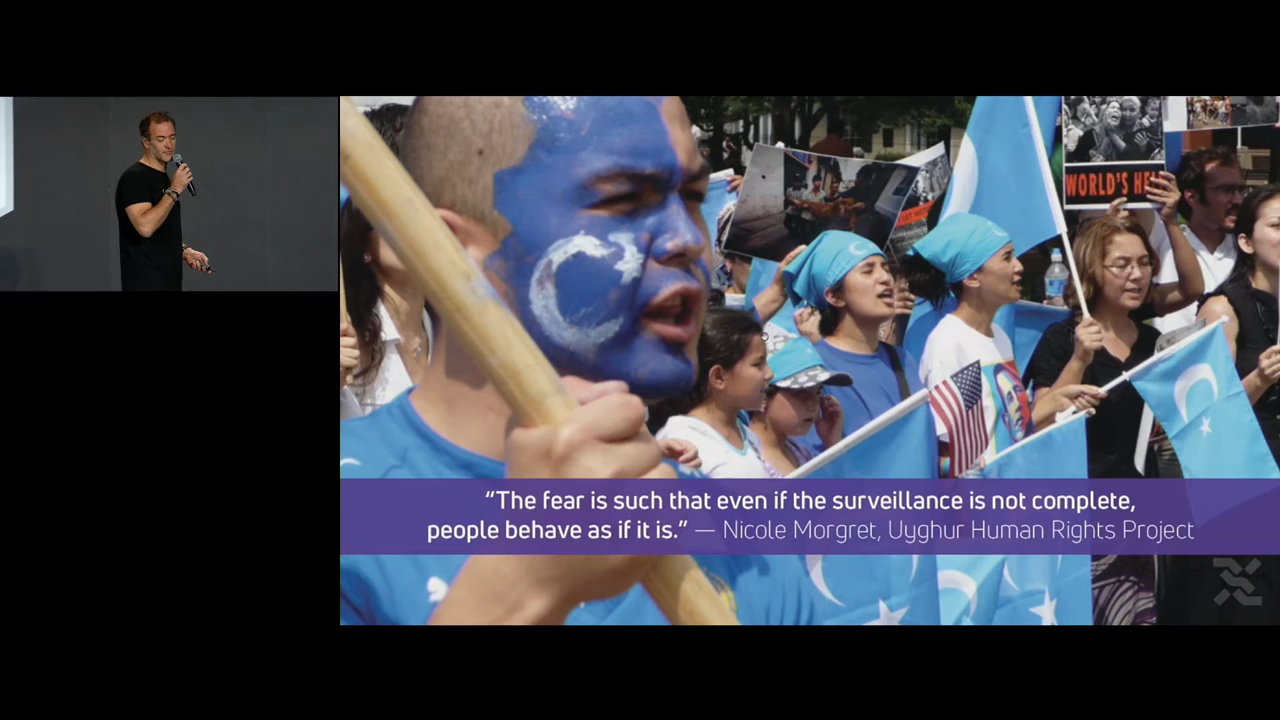 WORLD'S HE
“The fear is such that even if the surveillance is not complete,
people behave as if it is.” — Nicole Morgret, Uyghur Human Rights Project